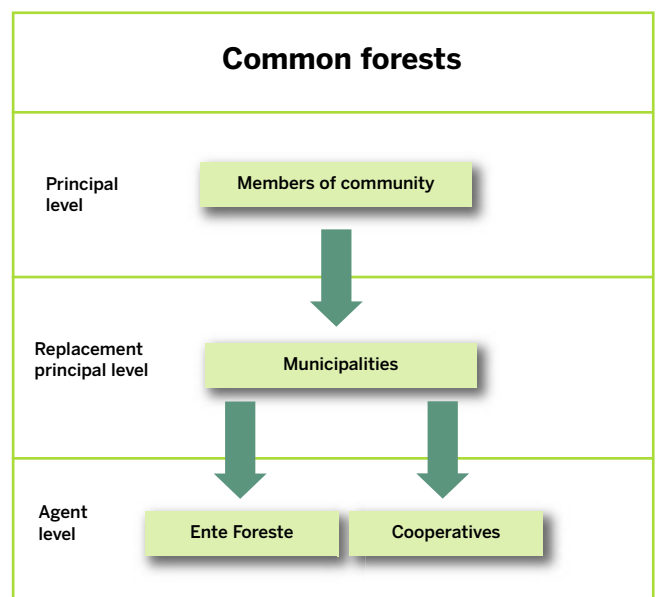 Common forests
Principal
level
Members of community
Replacement
principal level
Municipalities
Agent
level
Ente Foreste
Cooperatives